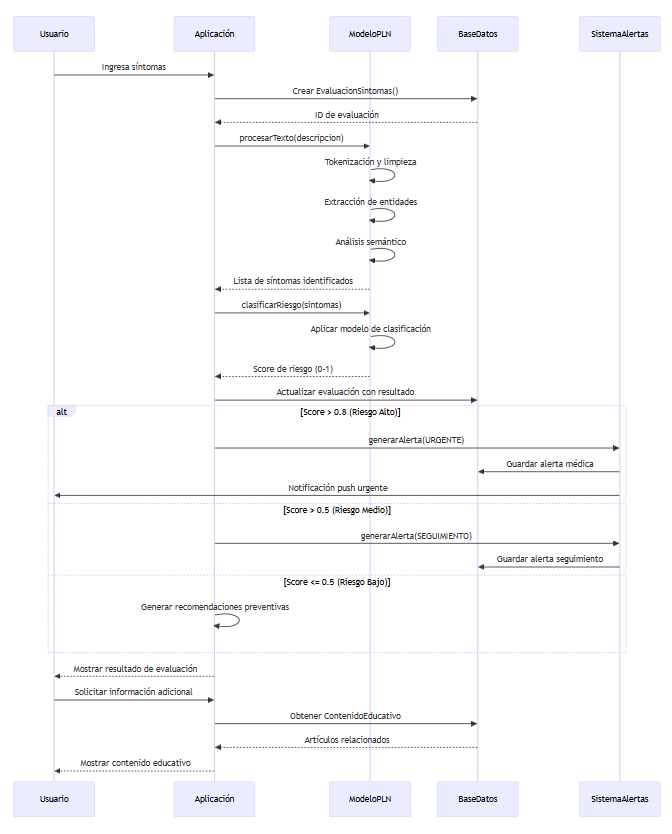 Usuario
Aplicación
ModeloPLN
BaseDatos
SistemaAlertas
Ingresa síntomas
Crear EvaluacionSintomas()
ID de evaluación
procesarTexto(descripcion)
Tokenización y limpieza
Extracción de entidades
Análisis semántico
Lista de síntomas identificados
clasificarRiesgo(sintomas)
Aplicar modelo de clasificación
Score de riesgo (0-1)
Actualizar evaluación con resultado
alt
[Score > 0.8 (Riesgo Alto)]
generarAlerta(URGENTE)
Guardar alerta médica
Notificación push urgente
[Score > 0.5 (Riesgo Medio)]
generarAlerta(SEGUIMIENTO)
Guardar alerta seguimiento
[Score <= 0.5 (Riesgo Bajo)]
Generar recomendaciones preventivas
Mostrar resultado de evaluación
Solicitar información adicional
Obtener ContenidoEducativo
Artículos relacionados
Mostrar contenido educativo
Usuario
Aplicación
ModeloPLN
BaseDatos
SistemaAlertas